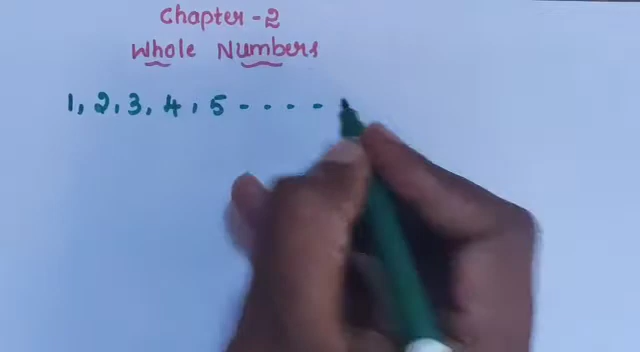 Chapter - 2
Whole Numbers
1, 2, 3, 4, 5 - - - - -